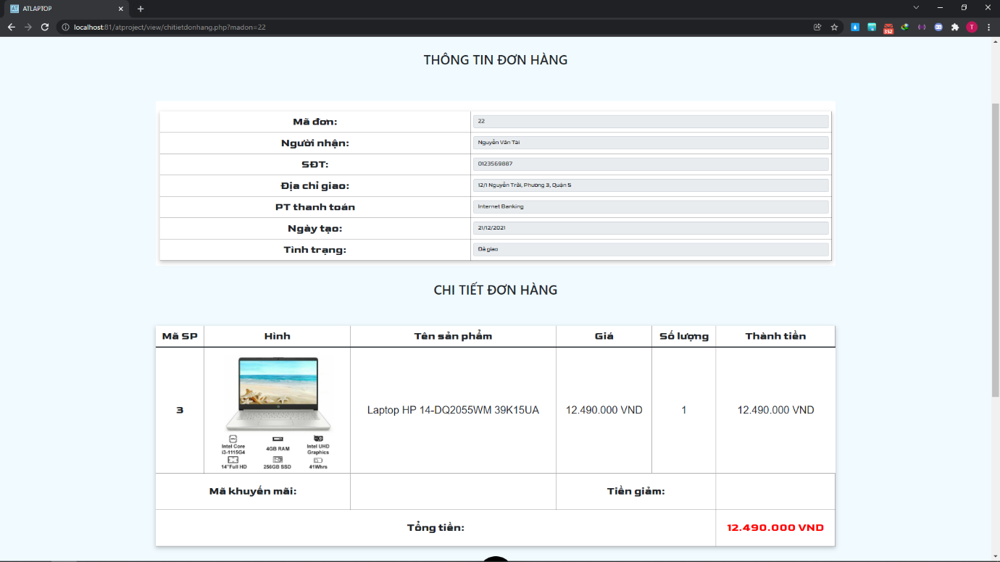 ATLAPTOP
localhost:81/atproject/view/chitietdonhang.php?madon=22
352
T
THÔNG TIN ĐƠN HÀNG
Mã đơn: 22
Người nhận: Nguyễn Văn Tài
SĐT: 0123569887
Địa chỉ giao: 12/1 Nguyễn Trãi, Phường 3, Quận 5
PT thanh toán Internet Banking
Ngày tạo: 21/12/2021
Tình trạng: Đã giao
CHI TIẾT ĐƠN HÀNG
Mã SP Hình Tên sản phẩm Giá Số lượng Thành tiền
3 Laptop HP 14-DQ2055WM 39K15UA 12.490.000 VND 1 12.490.000 VND
Intel Core i3-1115G4
4GB RAM
Intel UHD Graphics
14"Full HD
256GB SSD
41Whrs
Mã khuyến mãi: Tiền giảm:
Tổng tiền: 12.490.000 VND